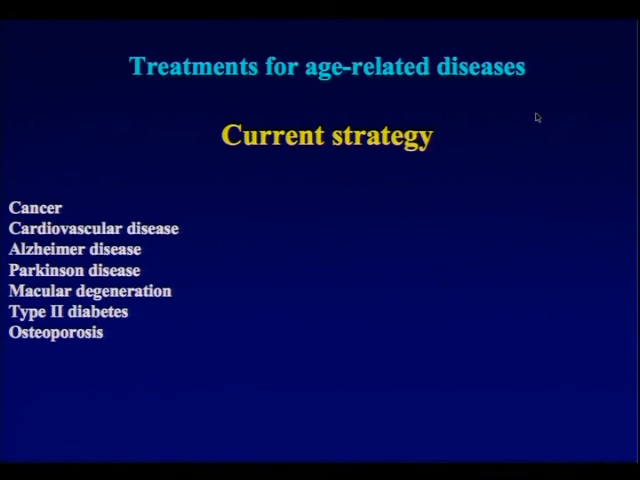 Treatments for age-related diseases
Current strategy
Cancer
Cardiovascular disease
Alzheimer disease
Parkinson disease
Macular degeneration
Type II diabetes
Osteoporosis